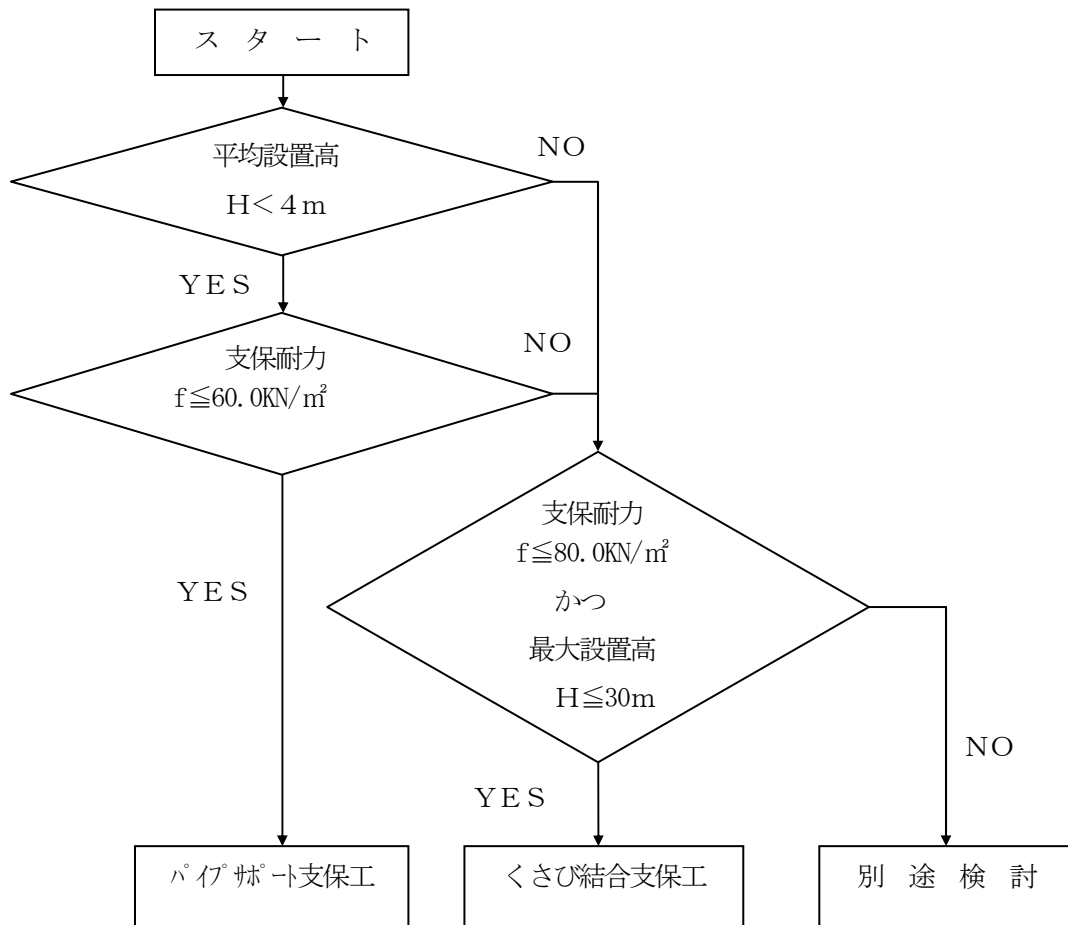 スタート
平均設置高
NO
H<4m
YES
支保耐力
NO
f≦60.0KN/㎡
支保耐力
f≦80.0KN/㎡
YES
かつ
最大設置高
H≦30m
NO
YES
パイプサポート支保工
くさび結合支保工
別途検討